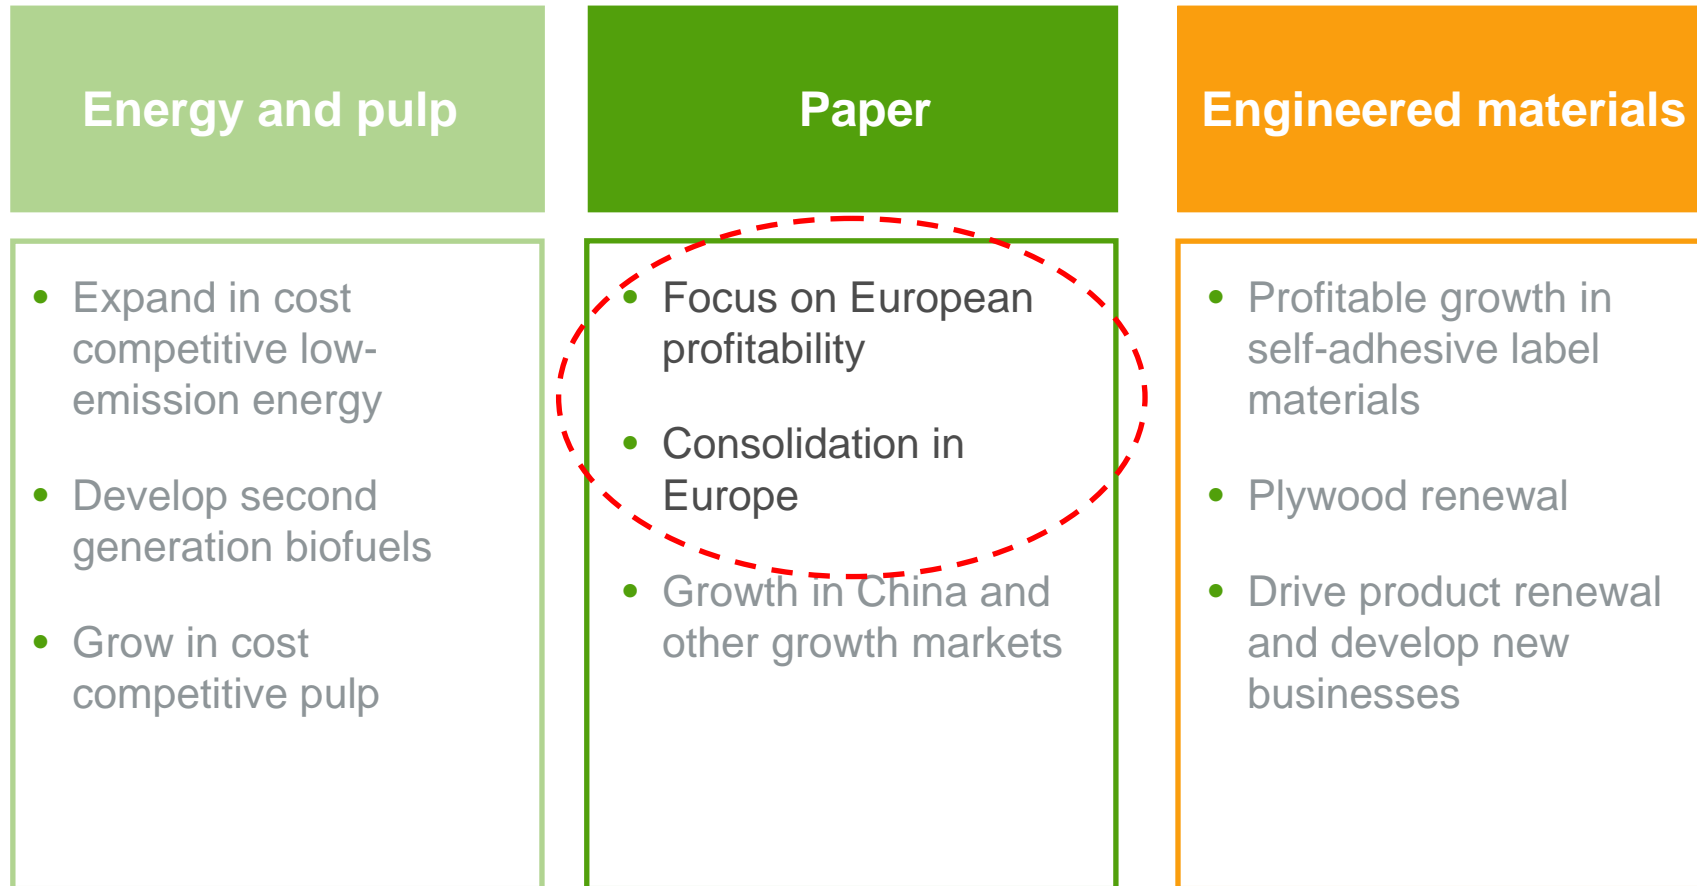 Energy and pulp
Paper
Engineered materials
• Expand in cost
competitive low-
emission energy
• Develop second
generation biofuels
• Grow in cost
competitive pulp
• Focus on European
profitability
• Consolidation in
Europe
• Growth in China and
other growth markets
• Profitable growth in
self-adhesive label
materials
• Plywood renewal
• Drive product renewal
and develop new
businesses